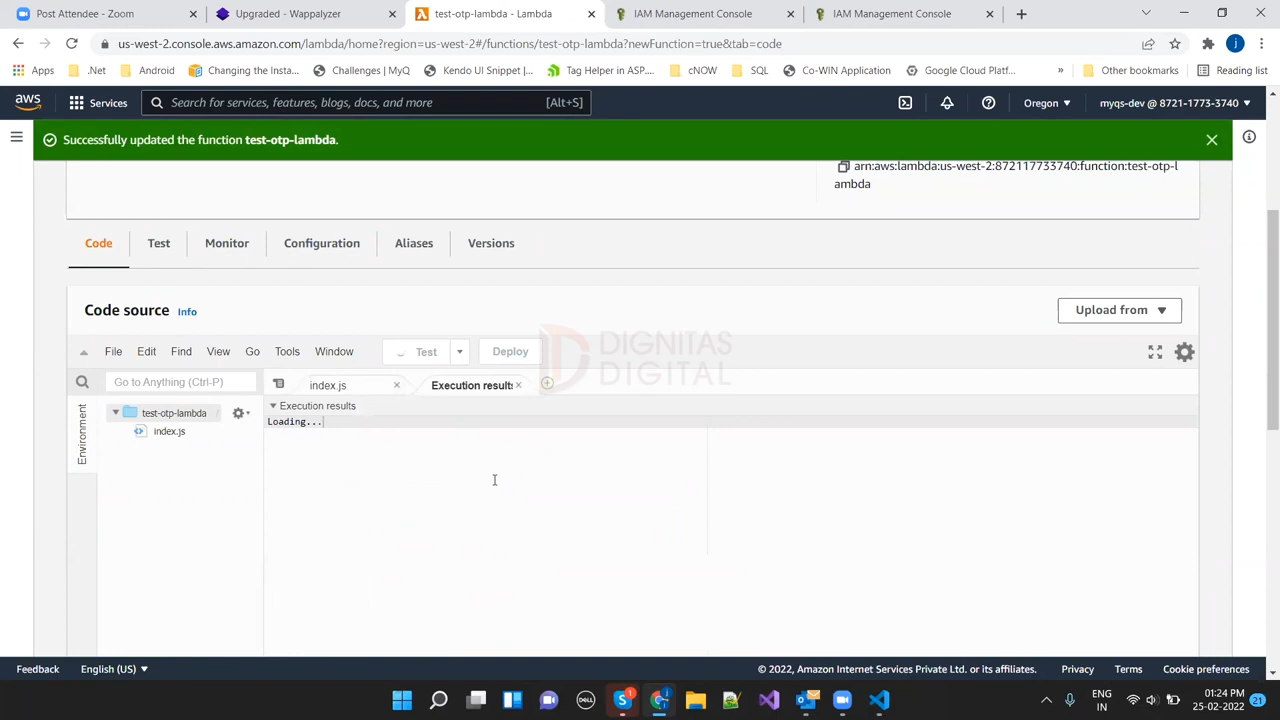 Post Attendee - Zoom
Upgraded - Wappalyzer
test-otp-lambda - Lambda
IAM Management Console
IAM Management Console
us-west-2.console.aws.amazon.com/lambda/home?region=us-west-2#/functions/test-otp-lambda?newFunction=true&tab=code
j
Apps
.Net
Android
Changing the Insta...
Challenges | MyQ
Kendo UI Snippet,...
Tag Helper in ASP....
cNOW
SQL
Co-WIN Application
Google Cloud Platf...
»
Other bookmarks
Reading list
aws
Services
Search for services, features, blogs, docs, and more
[Alt+S]
Oregon
myqs-dev @ 8721-1773-3740
Successfully updated the function test-otp-lambda.
arn:aws:lambda:us-west-2:872117733740:function:test-otp-l
ambda
Code
Test
Monitor
Configuration
Aliases
Versions
Code source
Info
Upload from
DIGNITAS
DIGITAL
File
Edit
Find
View
Go
Tools
Window
Test
Deploy
Go to Anything (Ctrl-P)
index.js
Execution results
Environment
test-otp-lambda
/
index.js
Execution results
Loading...
Feedback
English (US)
© 2022, Amazon Internet Services Private Ltd. or its affiliates.
Privacy
Terms
Cookie preferences
DELL
1
ENG
IN
01:24 PM
25-02-2022
21